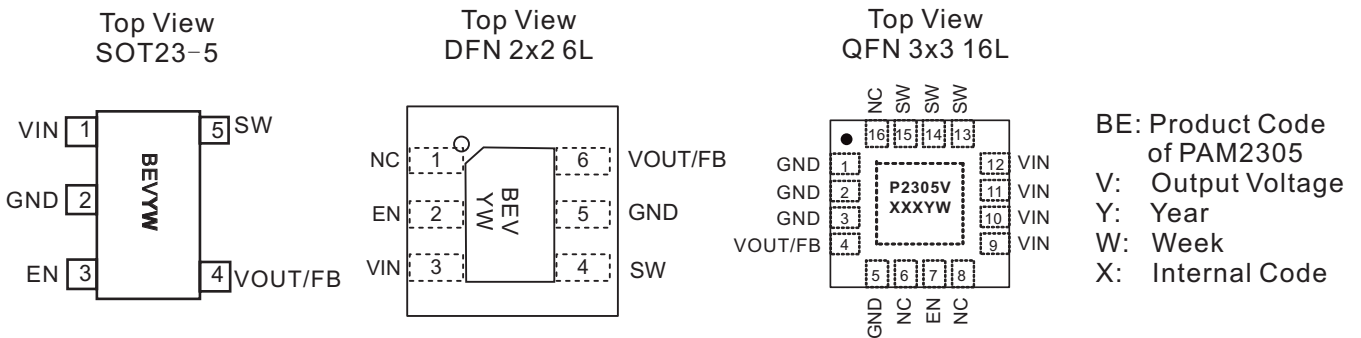 Top View
SOT23-5
VIN 1
5 SW
GND 2
EN 3
4 VOUT/FB
BEVYW
Top View
DFN 2x2 6L
NC 1
6 VOUT/FB
EN 2
5 GND
VIN 3
4 SW
BEV
YW
Top View
QFN 3x3 16L
NC SW SW SW
16 15 14 13
GND 1
GND 2
GND 3
VOUT/FB 4
12 VIN
11 VIN
10 VIN
9 VIN
P2305V
XXXYW
5 6 7 8
GND NC EN NC
BE: Product Code
of PAM2305
V: Output Voltage
Y: Year
W: Week
X: Internal Code